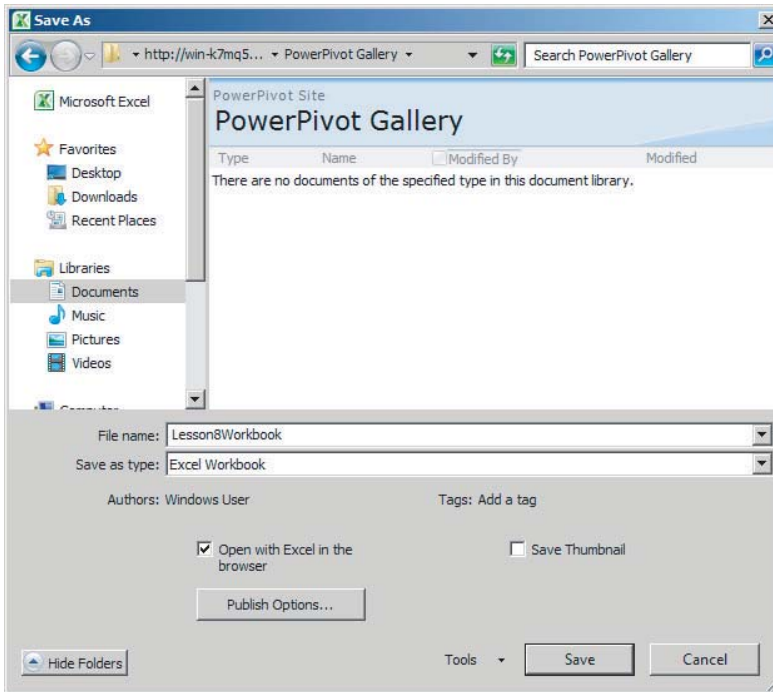 Save As
http://win-k7mq5... PowerPivot Gallery
Search PowerPivot Gallery
Microsoft Excel
Favorites
Desktop
Downloads
Recent Places
Libraries
Documents
Music
Pictures
Videos
PowerPivot Site
PowerPivot Gallery
Type Name Modified By Modified
There are no documents of the specified type in this document library.
File name: Lesson8Workbook
Save as type: Excel Workbook
Authors: Windows User Tags: Add a tag
Open with Excel in the
browser
Save Thumbnail
Publish Options...
Hide Folders
Tools
Save
Cancel